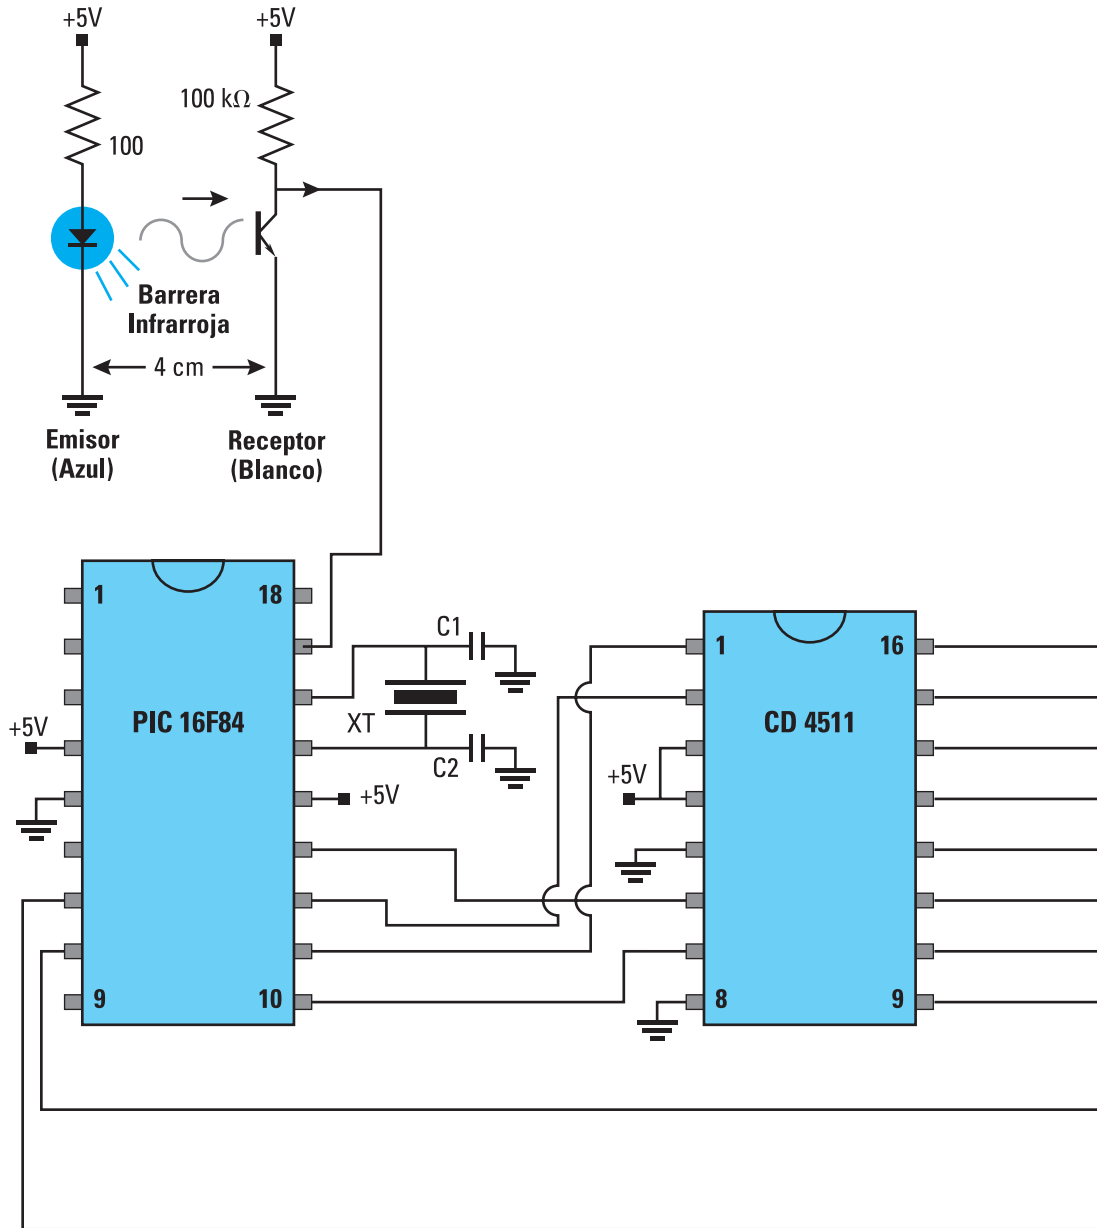 +5V
+5V
100
100 kΩ
Barrera
Infrarroja
4 cm
Emisor
(Azul)
Receptor
(Blanco)
1
18
PIC 16F84
9
10
+5V
+5V
C1
XT
C2
1
16
CD 4511
8
9
+5V